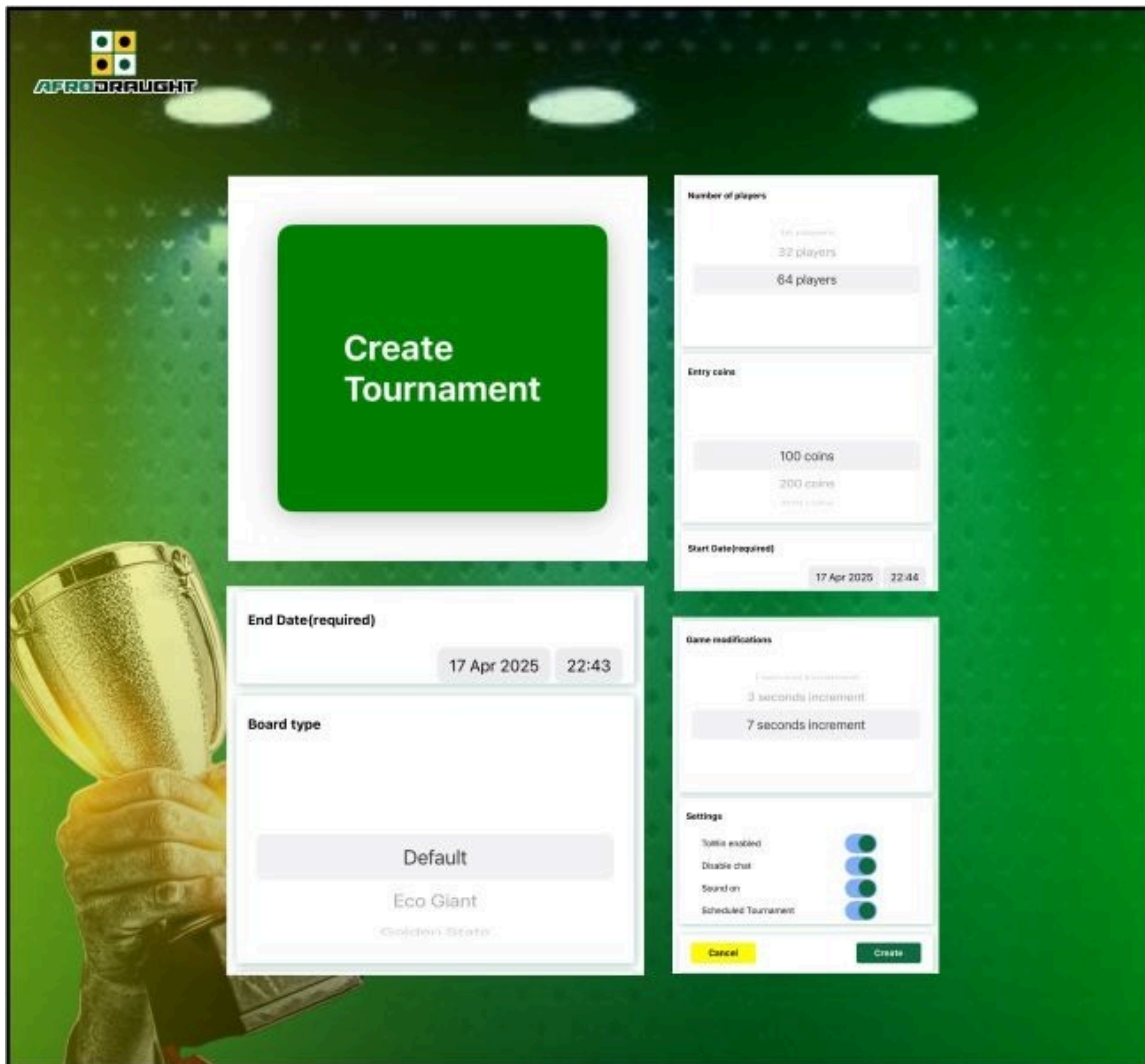 AFRODRAUGHT
Create
Tournament
Number of players
32 players
64 players
Entry coins
100 coins
200 coins
Start Date(required)
17 Apr 2025 22:44
End Date(required)
17 Apr 2025 22:43
Board type
Default
Eco Giant
Golden State
Game modifications
3 seconds increment
7 seconds increment
Settings
Disable chat
Sound on
Scheduled Tournament
Cancel
Create